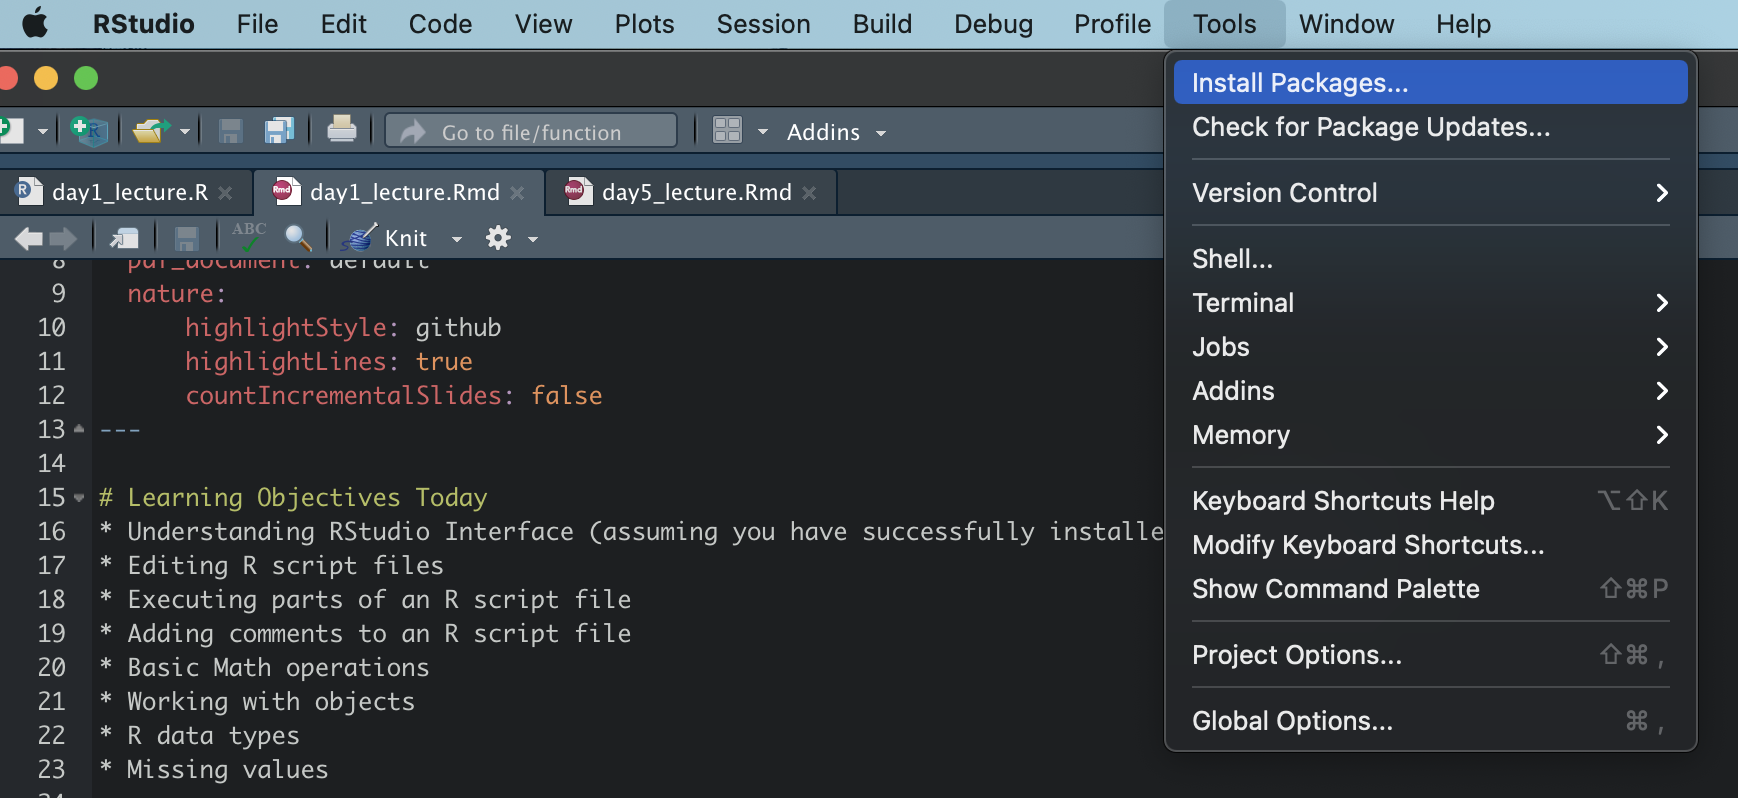 RStudio File Edit Code View Plots Session Build Debug Profile Tools Window Help
Install Packages...
Check for Package Updates...
Version Control
Shell...
Terminal
Jobs
Addins
Memory
Keyboard Shortcuts Help ⌥⇧K
Modify Keyboard Shortcuts...
Show Command Palette ⇧⌘P
Project Options... ⇧⌘,
Global Options... ⌘,
Go to file/function Addins
day1_lecture.R day1_lecture.Rmd day5_lecture.Rmd
ABC Knit
8 pdf_document: default
9 nature:
10 highlightStyle: github
11 highlightLines: true
12 countIncrementalSlides: false
13 ---
14
15 # Learning Objectives Today
16 * Understanding RStudio Interface (assuming you have successfully installe
17 * Editing R script files
18 * Executing parts of an R script file
19 * Adding comments to an R script file
20 * Basic Math operations
21 * Working with objects
22 * R data types
23 * Missing values